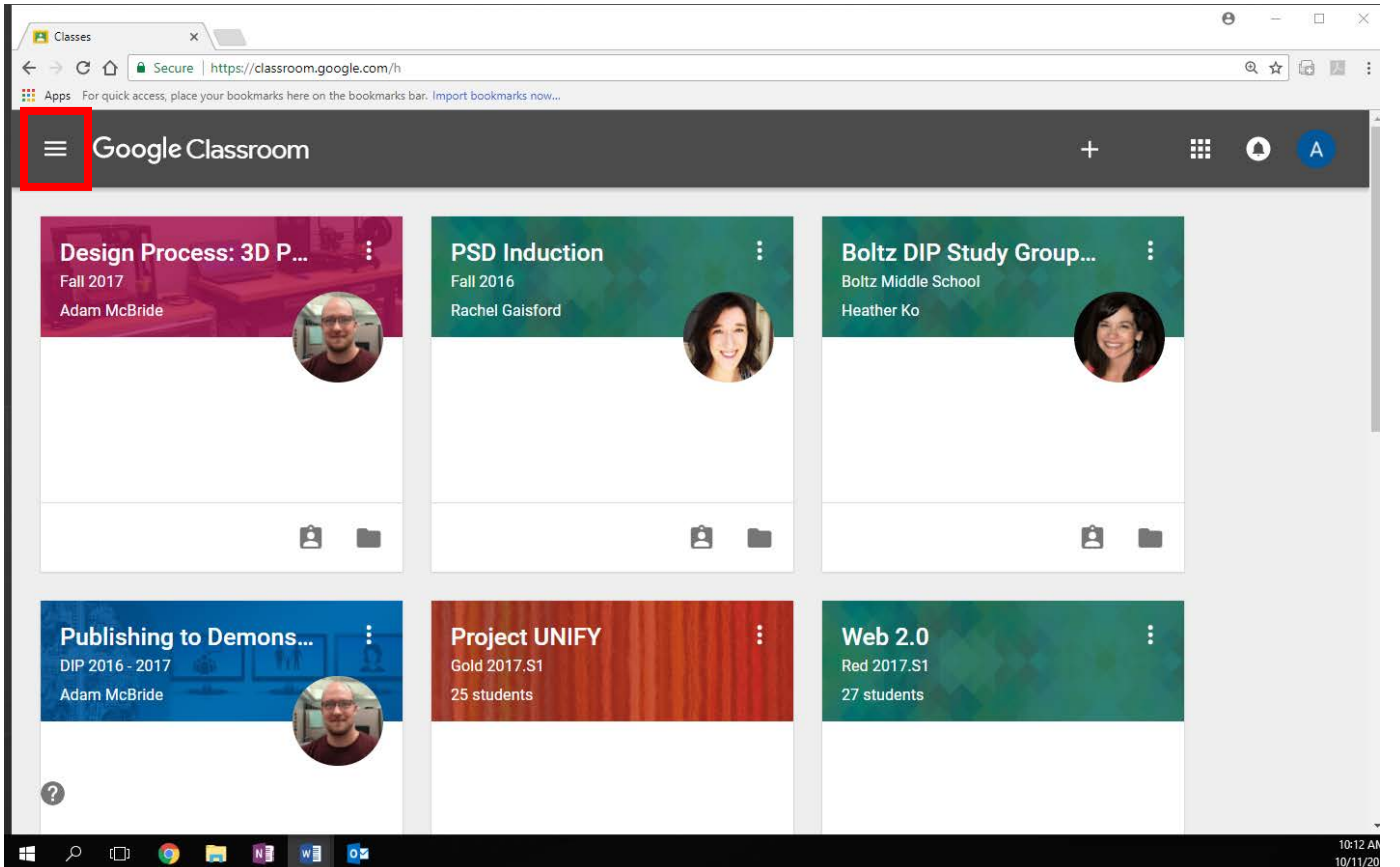 Classes
Secure | https://classroom.google.com/h
Apps For quick access, place your bookmarks here on the bookmarks bar. Import bookmarks now...
Google Classroom
A
Design Process: 3D P...
Fall 2017
Adam McBride
PSD Induction
Fall 2016
Rachel Gaisford
Boltz DIP Study Group...
Boltz Middle School
Heather Ko
Publishing to Demons...
DIP 2016 - 2017
Adam McBride
Project UNIFY
Gold 2017.S1
25 students
Web 2.0
Red 2017.S1
27 students
?
10:12 AM
10/11/20